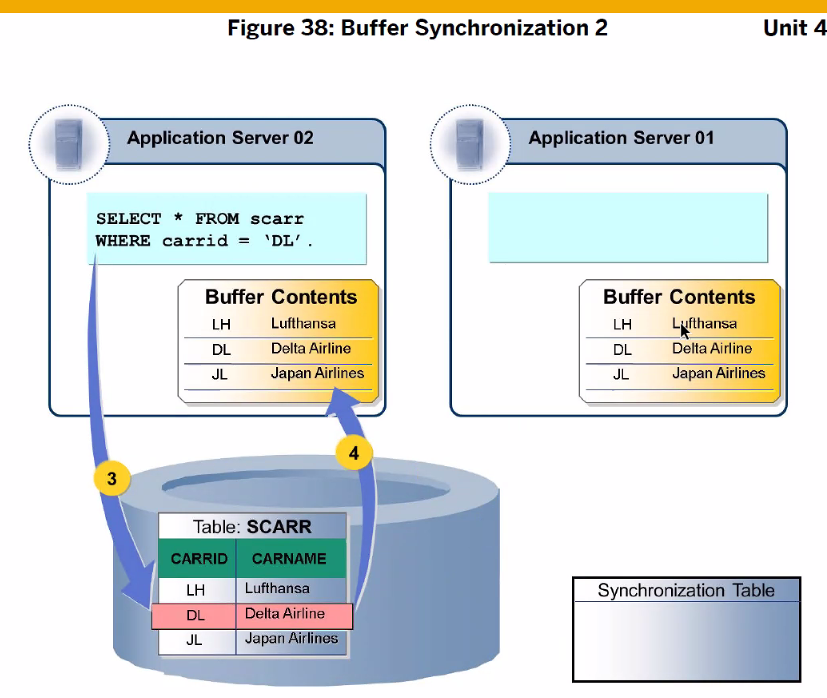 Figure 38: Buffer Synchronization 2
Unit 4
Application Server 02
SELECT * FROM scarr
WHERE carrid = ‘DL’.
Buffer Contents
LH Lufthansa
DL Delta Airline
JL Japan Airlines
Application Server 01
Buffer Contents
LH Lufthansa
DL Delta Airline
JL Japan Airlines
3
4
Table: SCARR
CARRID CARNAME
LH Lufthansa
DL Delta Airline
JL Japan Airlines
Synchronization Table